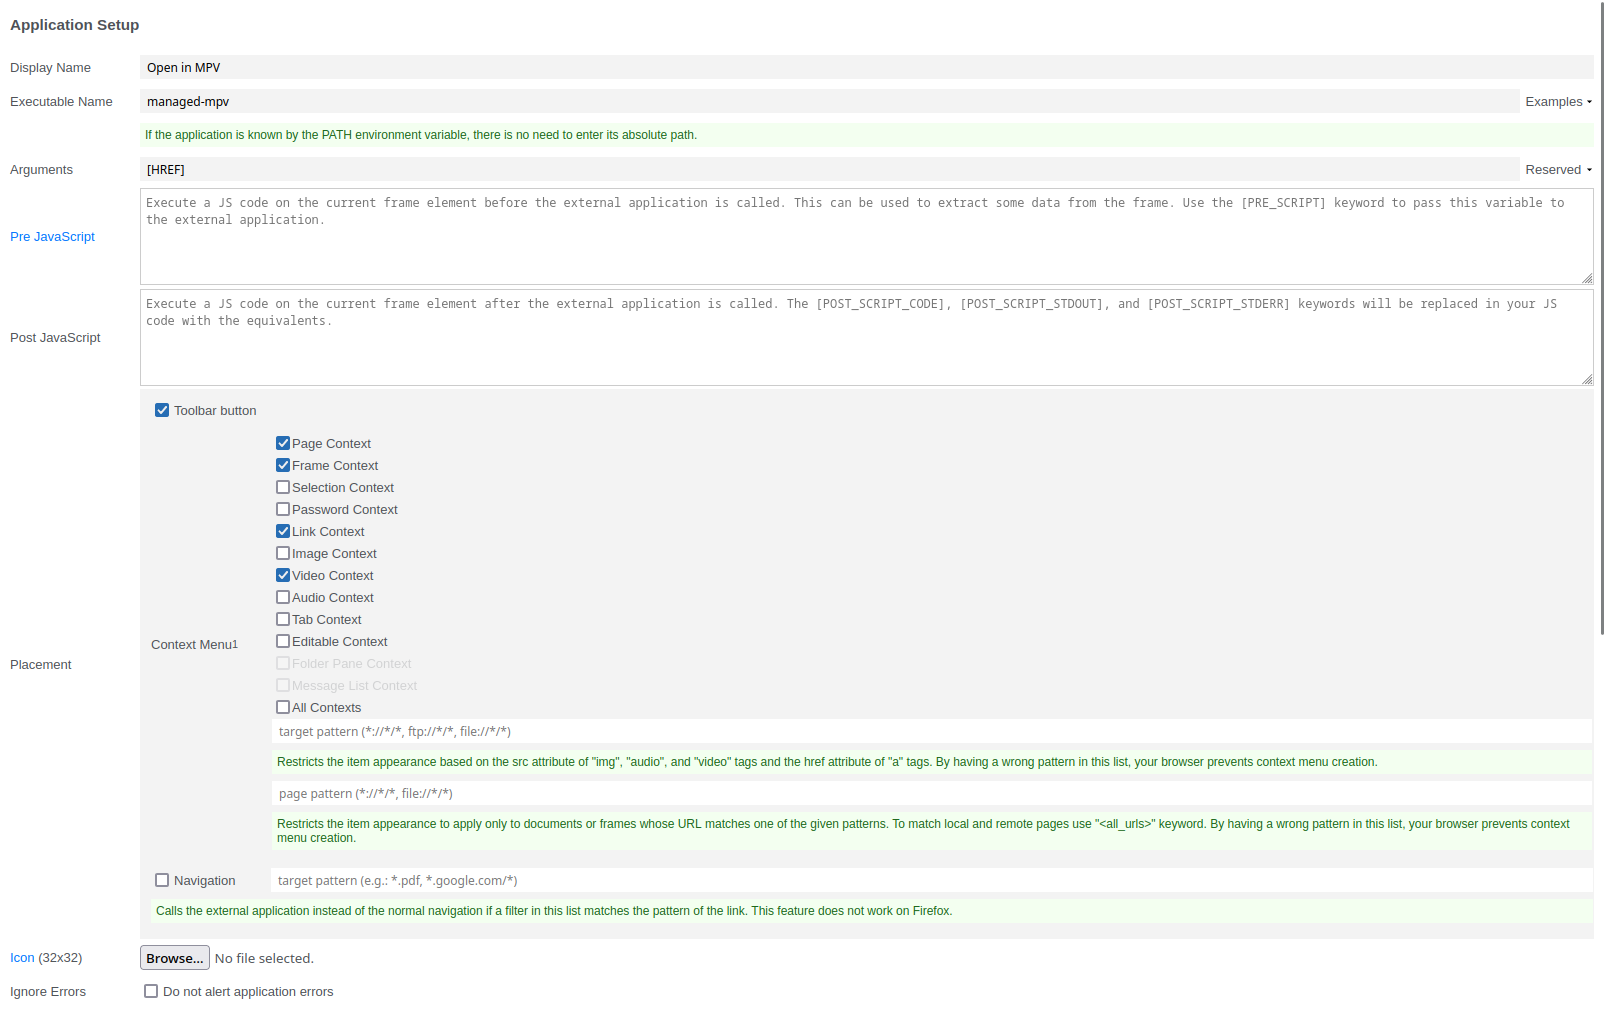 Application Setup
Display Name
Open in MPV
Executable Name
managed-mpv
Examples
If the application is known by the PATH environment variable, there is no need to enter its absolute path.
Arguments
[HREF]
Reserved
Pre JavaScript
Execute a JS code on the current frame element before the external application is called. This can be used to extract some data from the frame. Use the [PRE_SCRIPT] keyword to pass this variable to
the external application.
Post JavaScript
Execute a JS code on the current frame element after the external application is called. The [POST_SCRIPT_CODE], [POST_SCRIPT_STDOUT], and [POST_SCRIPT_STDERR] keywords will be replaced in your JS
code with the equivalents.
Placement
Toolbar button
Context Menu1
Page Context
Frame Context
Selection Context
Password Context
Link Context
Image Context
Video Context
Audio Context
Tab Context
Editable Context
Folder Pane Context
Message List Context
All Contexts
target pattern (*://*/*, ftp://*/*, file://*/*)
Restricts the item appearance based on the src attribute of "img", "audio", and "video" tags and the href attribute of "a" tags. By having a wrong pattern in this list, your browser prevents context menu creation.
page pattern (*://*/*, file://*/*)
Restricts the item appearance to apply only to documents or frames whose URL matches one of the given patterns. To match local and remote pages use "<all_urls>" keyword. By having a wrong pattern in this list, your browser prevents context
menu creation.
Navigation
target pattern (e.g.: *.pdf, *.google.com/*)
Calls the external application instead of the normal navigation if a filter in this list matches the pattern of the link. This feature does not work on Firefox.
Icon (32x32)
Browse... No file selected.
Ignore Errors
Do not alert application errors